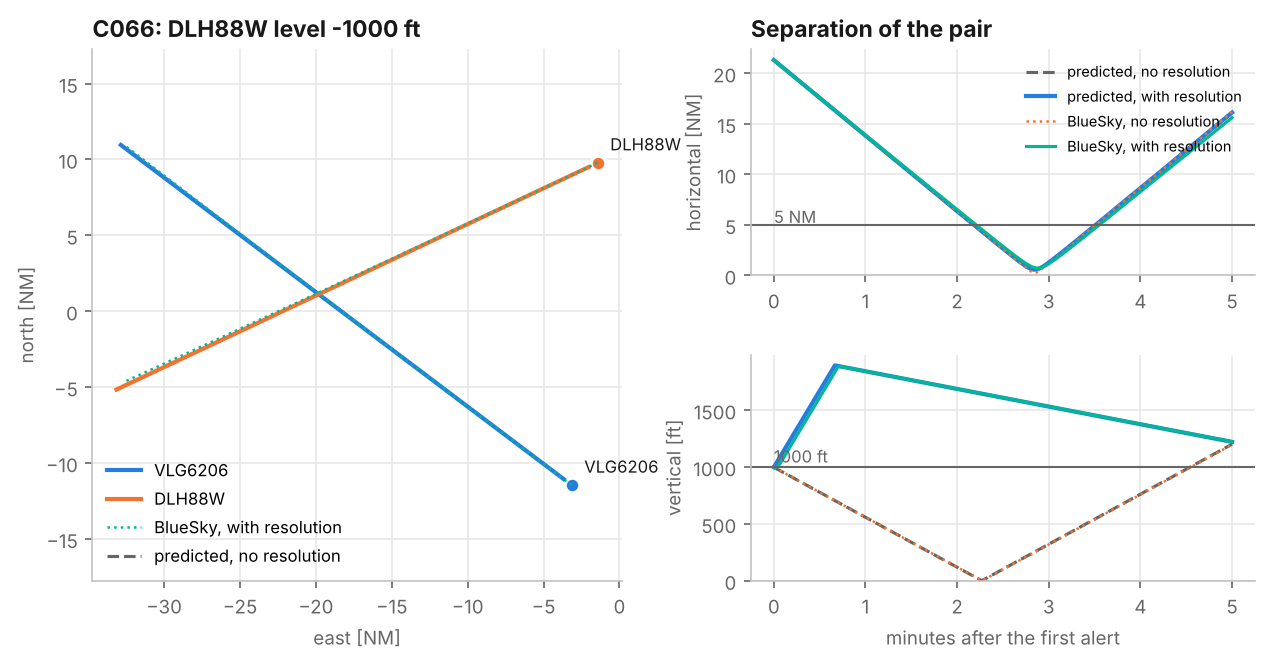 C066: DLH88W level -1000 ft
15
10
5
0
−5
−10
−15
north [NM]
−30
−25
−20
−15
−10
−5
0
east [NM]
DLH88W
VLG6206
VLG6206
DLH88W
BlueSky, with resolution
predicted, no resolution
Separation of the pair
20
15
10
5
0
horizontal [NM]
0
1
2
3
4
5
5 NM
predicted, no resolution
predicted, with resolution
BlueSky, no resolution
BlueSky, with resolution
1500
1000
500
0
vertical [ft]
1000 ft
0
1
2
3
4
5
minutes after the first alert